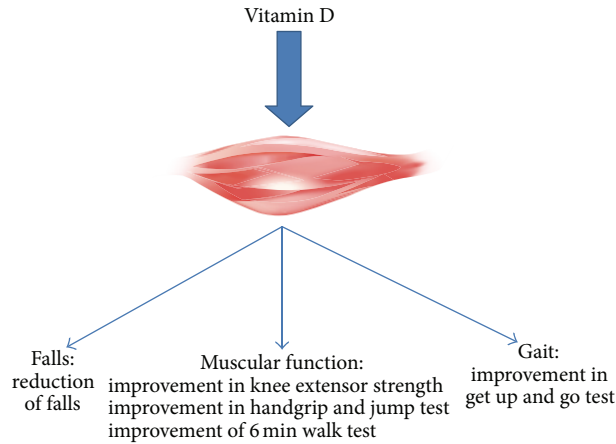 Vitamin D
Falls:
reduction
of falls
Muscular function:
improvement in knee extensor strength
improvement in handgrip and jump test
improvement of 6 min walk test
Gait:
improvement in
get up and go test